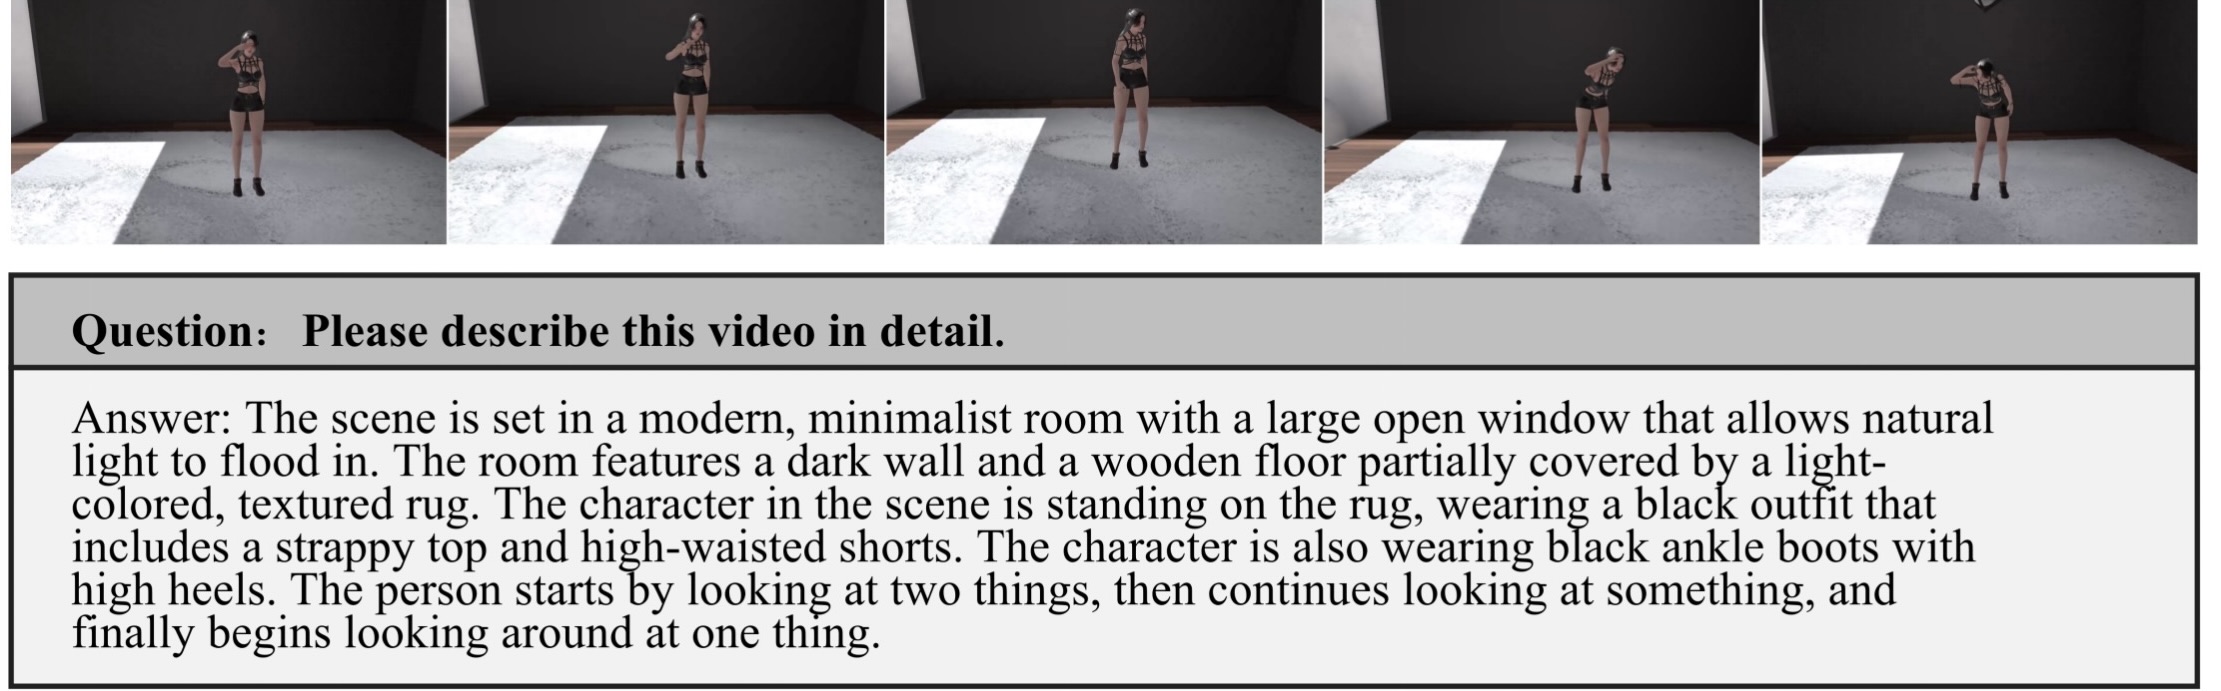 Question: Please describe this video in detail.
Answer: The scene is set in a modern, minimalist room with a large open window that allows natural
light to flood in. The room features a dark wall and a wooden floor partially covered by a light-
colored, textured rug. The character in the scene is standing on the rug, wearing a black outfit that
includes a strappy top and high-waisted shorts. The character is also wearing black ankle boots with
high heels. The person starts by looking at two things, then continues looking at something, and
finally begins looking around at one thing.